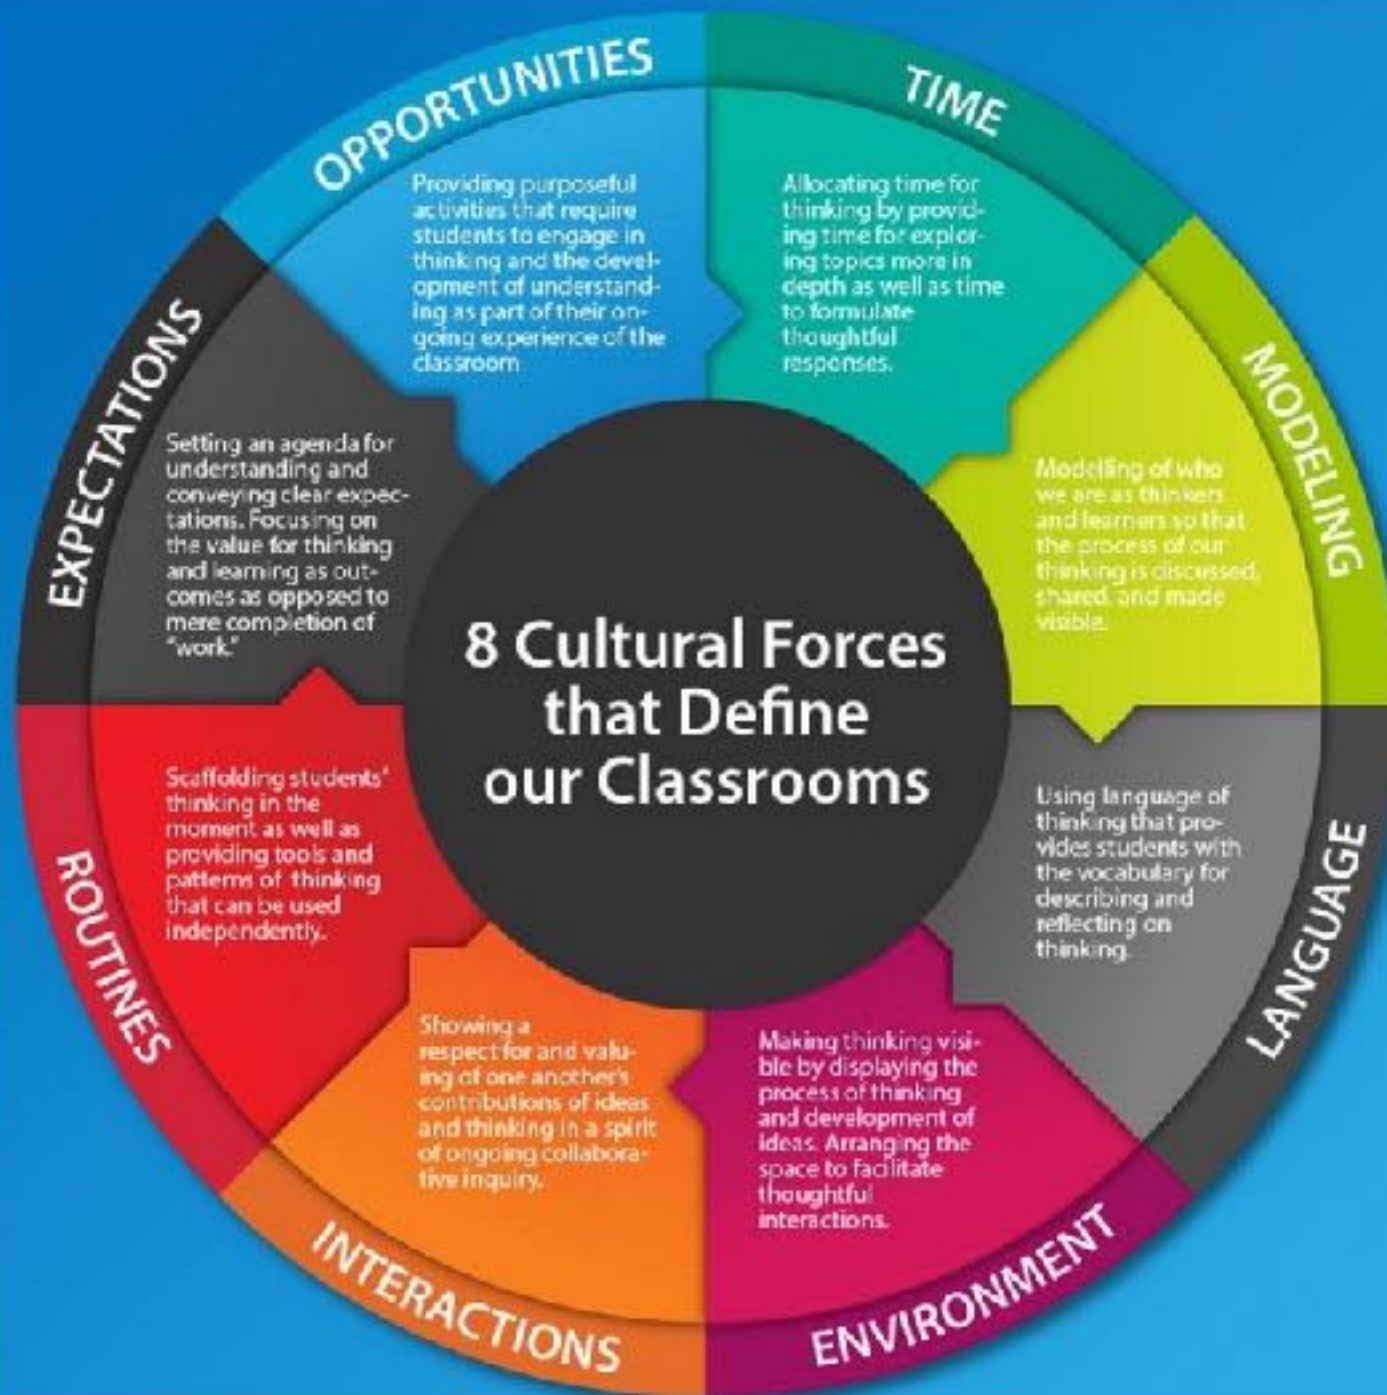 8 Cultural Forces
that Define
our Classrooms
OPPORTUNITIES
Providing purposeful
activities that require
students to engage in
thinking and the devel-
opment of understand-
ing as part of their on-
going experience of the
classroom
TIME
Allocating time for
thinking by provid-
ing time for explor-
ing topics more in
depth as well as time
to formulate
thoughtful
responses.
MODELING
Modelling of who
we are as thinkers
and learners so that
the process of our
thinking is discussed,
shared, and made
visible.
LANGUAGE
Using language of
thinking that pro-
vides students with
the vocabulary for
describing and
reflecting on
thinking.
ENVIRONMENT
Making thinking visi-
ble by displaying the
process of thinking
and development of
ideas. Arranging the
space to facilitate
thoughtful
interactions.
INTERACTIONS
Showing a
respect for and valu-
ing of one another's
contributions of ideas
and thinking in a spirit
of ongoing collabora-
tive inquiry.
ROUTINES
Scaffolding students'
thinking in the
moment as well as
providing tools and
patterns of thinking
that can be used
independently.
EXPECTATIONS
Setting an agenda for
understanding and
conveying clear expec-
tations. Focusing on
the value for thinking
and learning as out-
comes as opposed to
mere completion of
"work."